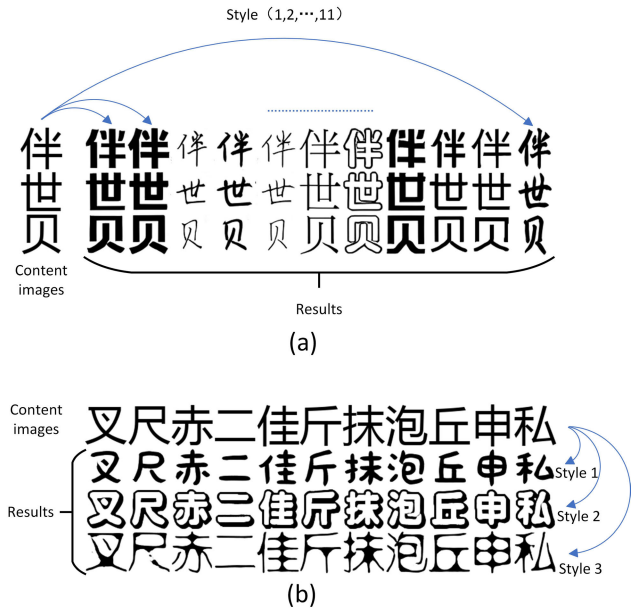 Style（1,2,⋯,11）
伴 伴伴伴伴伴伴伴伴伴伴伴
世 世世世世世世世世世世世
贝 贝贝贝贝贝贝贝贝贝贝贝
Content
images
Results
(a)
Content
images
叉尺赤二佳斤抹泡丘申私
叉尺赤二佳斤抹泡丘申私 Style 1
Results
叉尺赤二佳斤抹泡丘申私 Style 2
叉尺赤二佳斤抹泡丘申私 Style 3
(b)